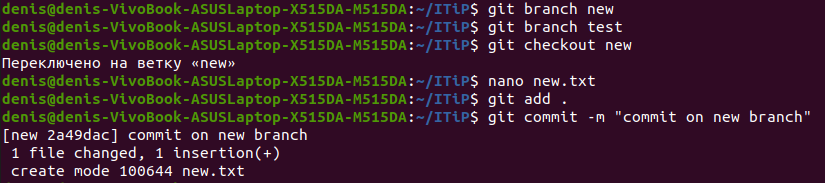 denis@denis-VivoBook-ASUSLaptop-X515DA-M515DA:~/ITiP$ git branch new
denis@denis-VivoBook-ASUSLaptop-X515DA-M515DA:~/ITiP$ git branch test
denis@denis-VivoBook-ASUSLaptop-X515DA-M515DA:~/ITiP$ git checkout new
Переключено на ветку «new»
denis@denis-VivoBook-ASUSLaptop-X515DA-M515DA:~/ITiP$ nano new.txt
denis@denis-VivoBook-ASUSLaptop-X515DA-M515DA:~/ITiP$ git add .
denis@denis-VivoBook-ASUSLaptop-X515DA-M515DA:~/ITiP$ git commit -m "commit on new branch"
[new 2a49dac] commit on new branch
 1 file changed, 1 insertion(+)
 create mode 100644 new.txt